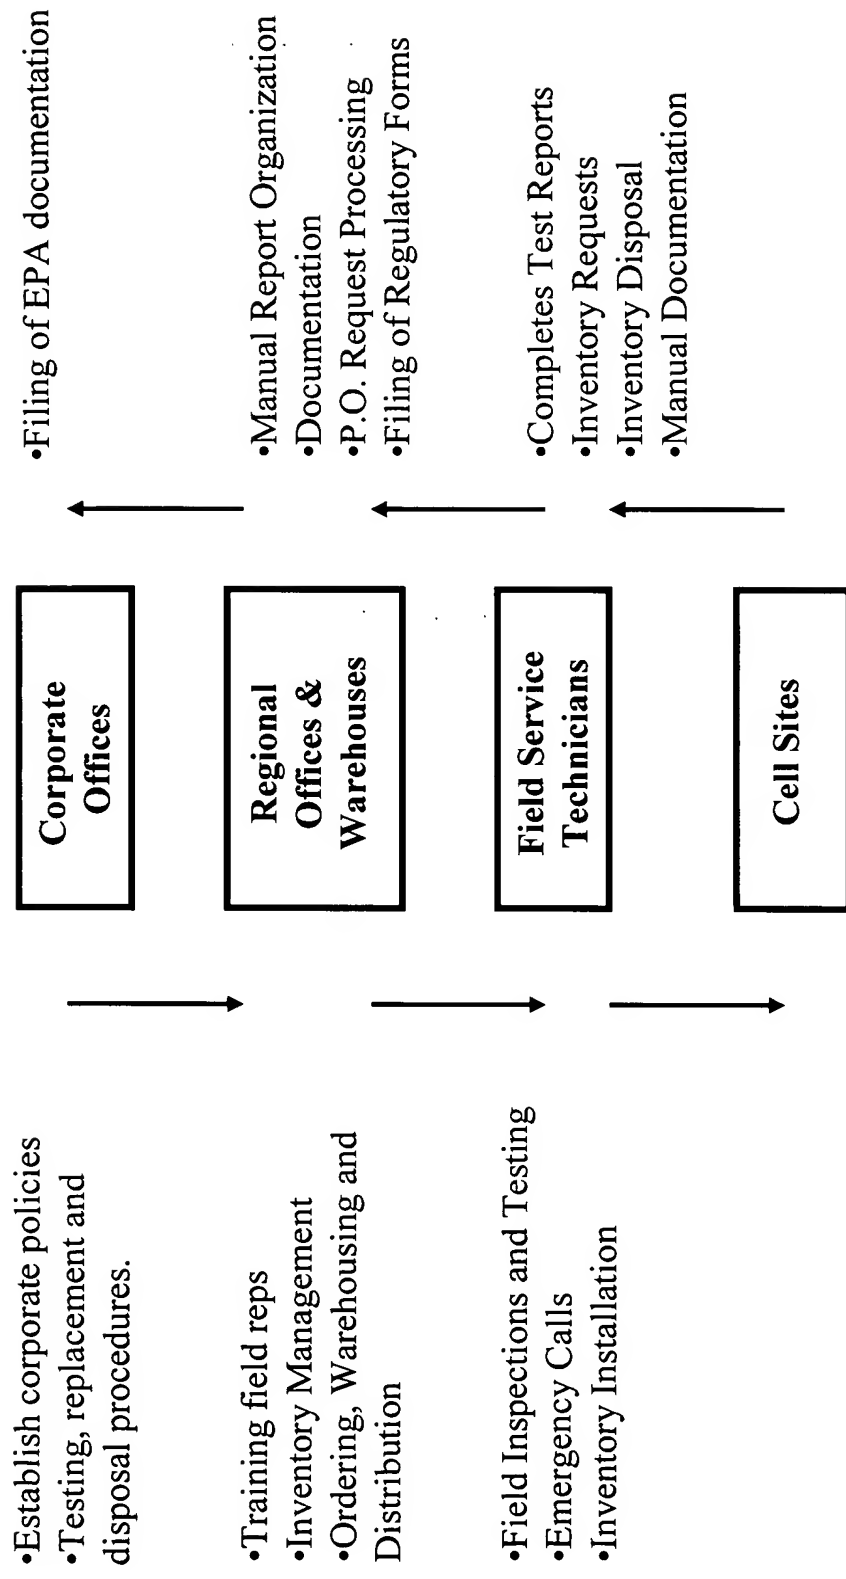 •Establish corporate policies
•Testing, replacement and
disposal procedures.
Corporate
Offices
•Filing of EPA documentation
•Training field reps
•Inventory Management
•Ordering, Warehousing and
Distribution
Regional
Offices &
Warehouses
•Manual Report Organization
•Documentation
•P.O. Request Processing
•Filing of Regulatory Forms
•Field Inspections and Testing
•Emergency Calls
•Inventory Installation
Field Service
Technicians
•Completes Test Reports
•Inventory Requests
•Inventory Disposal
•Manual Documentation
Cell Sites